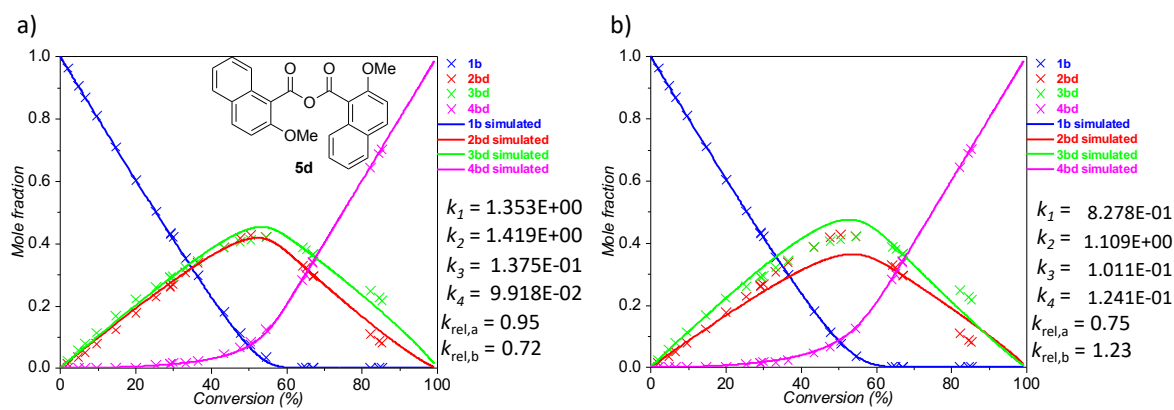 a)
1.0
0.8
0.6
0.4
0.2
0.0
Mole fraction
0 20 40 60 80 100
Conversion (%)
O O OMe
O
OMe
5d
1b
2bd
3bd
4bd
1b simulated
2bd simulated
3bd simulated
4bd simulated
k1 = 1.353E+00
k2 = 1.419E+00
k3 = 1.375E-01
k4 = 9.918E-02
krel,a = 0.95
krel,b = 0.72
b)
1.0
0.8
0.6
0.4
0.2
0.0
Mole fraction
0 20 40 60 80 100
Conversion (%)
1b
2bd
3bd
4bd
1b simulated
2bd simulated
3bd simulated
4bd simulated
k1 = 8.278E-01
k2 = 1.109E+00
k3 = 1.011E-01
k4 = 1.241E-01
krel,a = 0.75
krel,b = 1.23